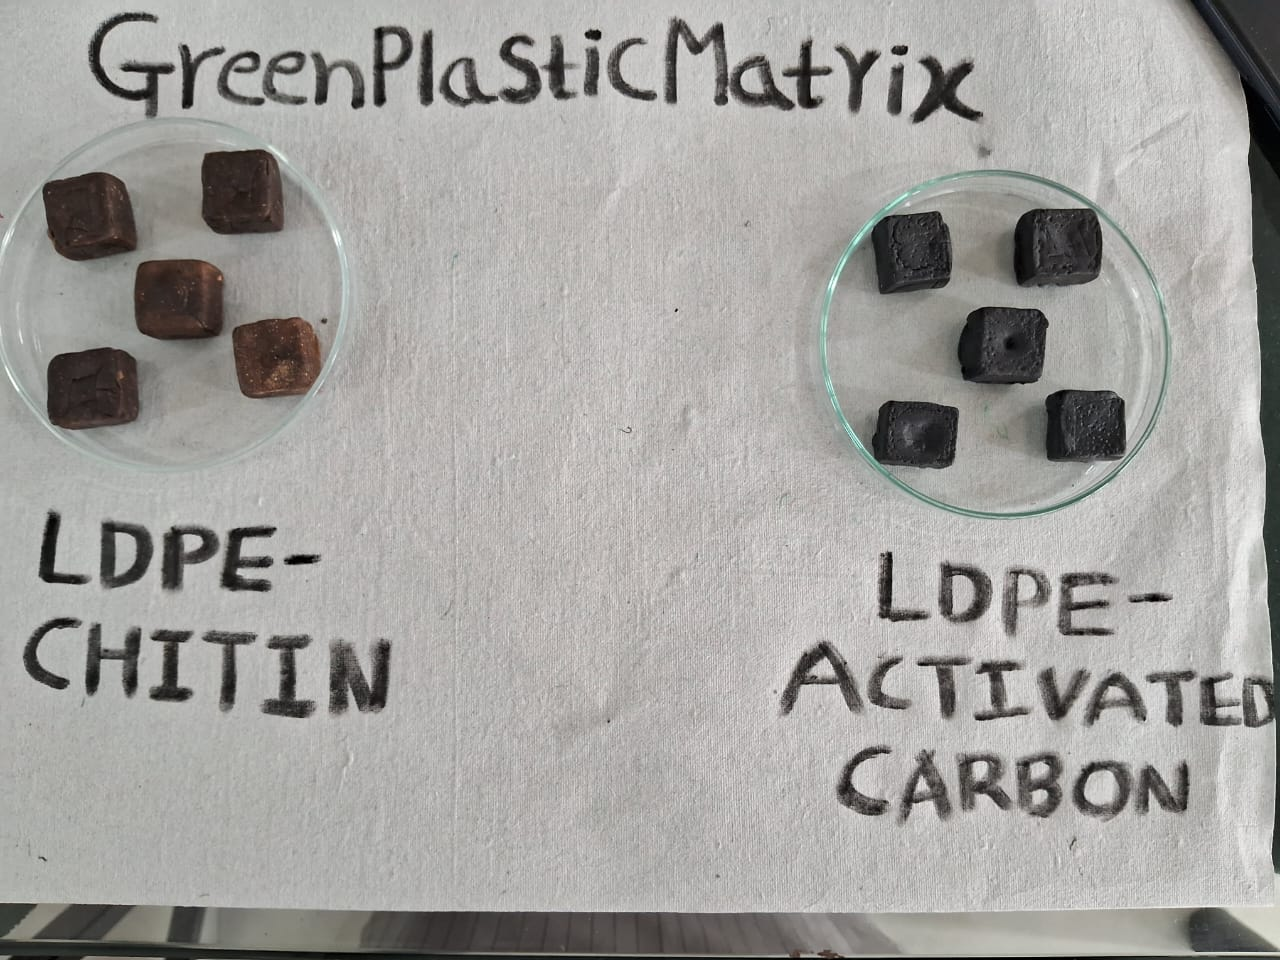 GreenPlasticMatrix
LDPE-
CHITIN
LDPE-
ACTIVATED
CARBON